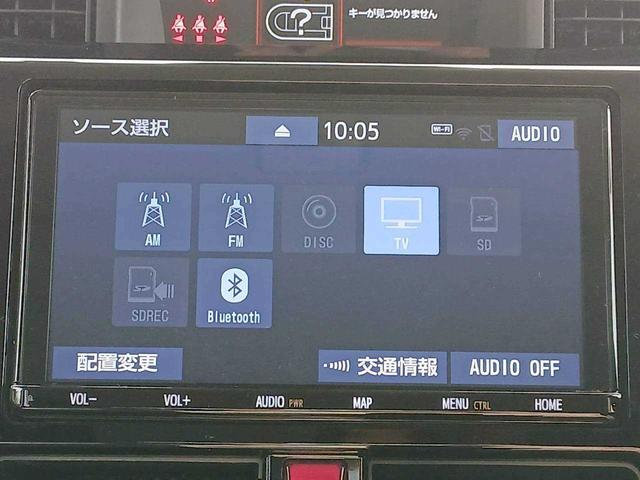 キーが見つかりません
ソース選択
10:05
Wi-Fi
AUDIO
AM
FM
DISC
TV
SD
SDREC
Bluetooth
配置変更
交通情報
AUDIO OFF
VOL-
VOL+
AUDIO PWR
MAP
MENU CTRL
HOME